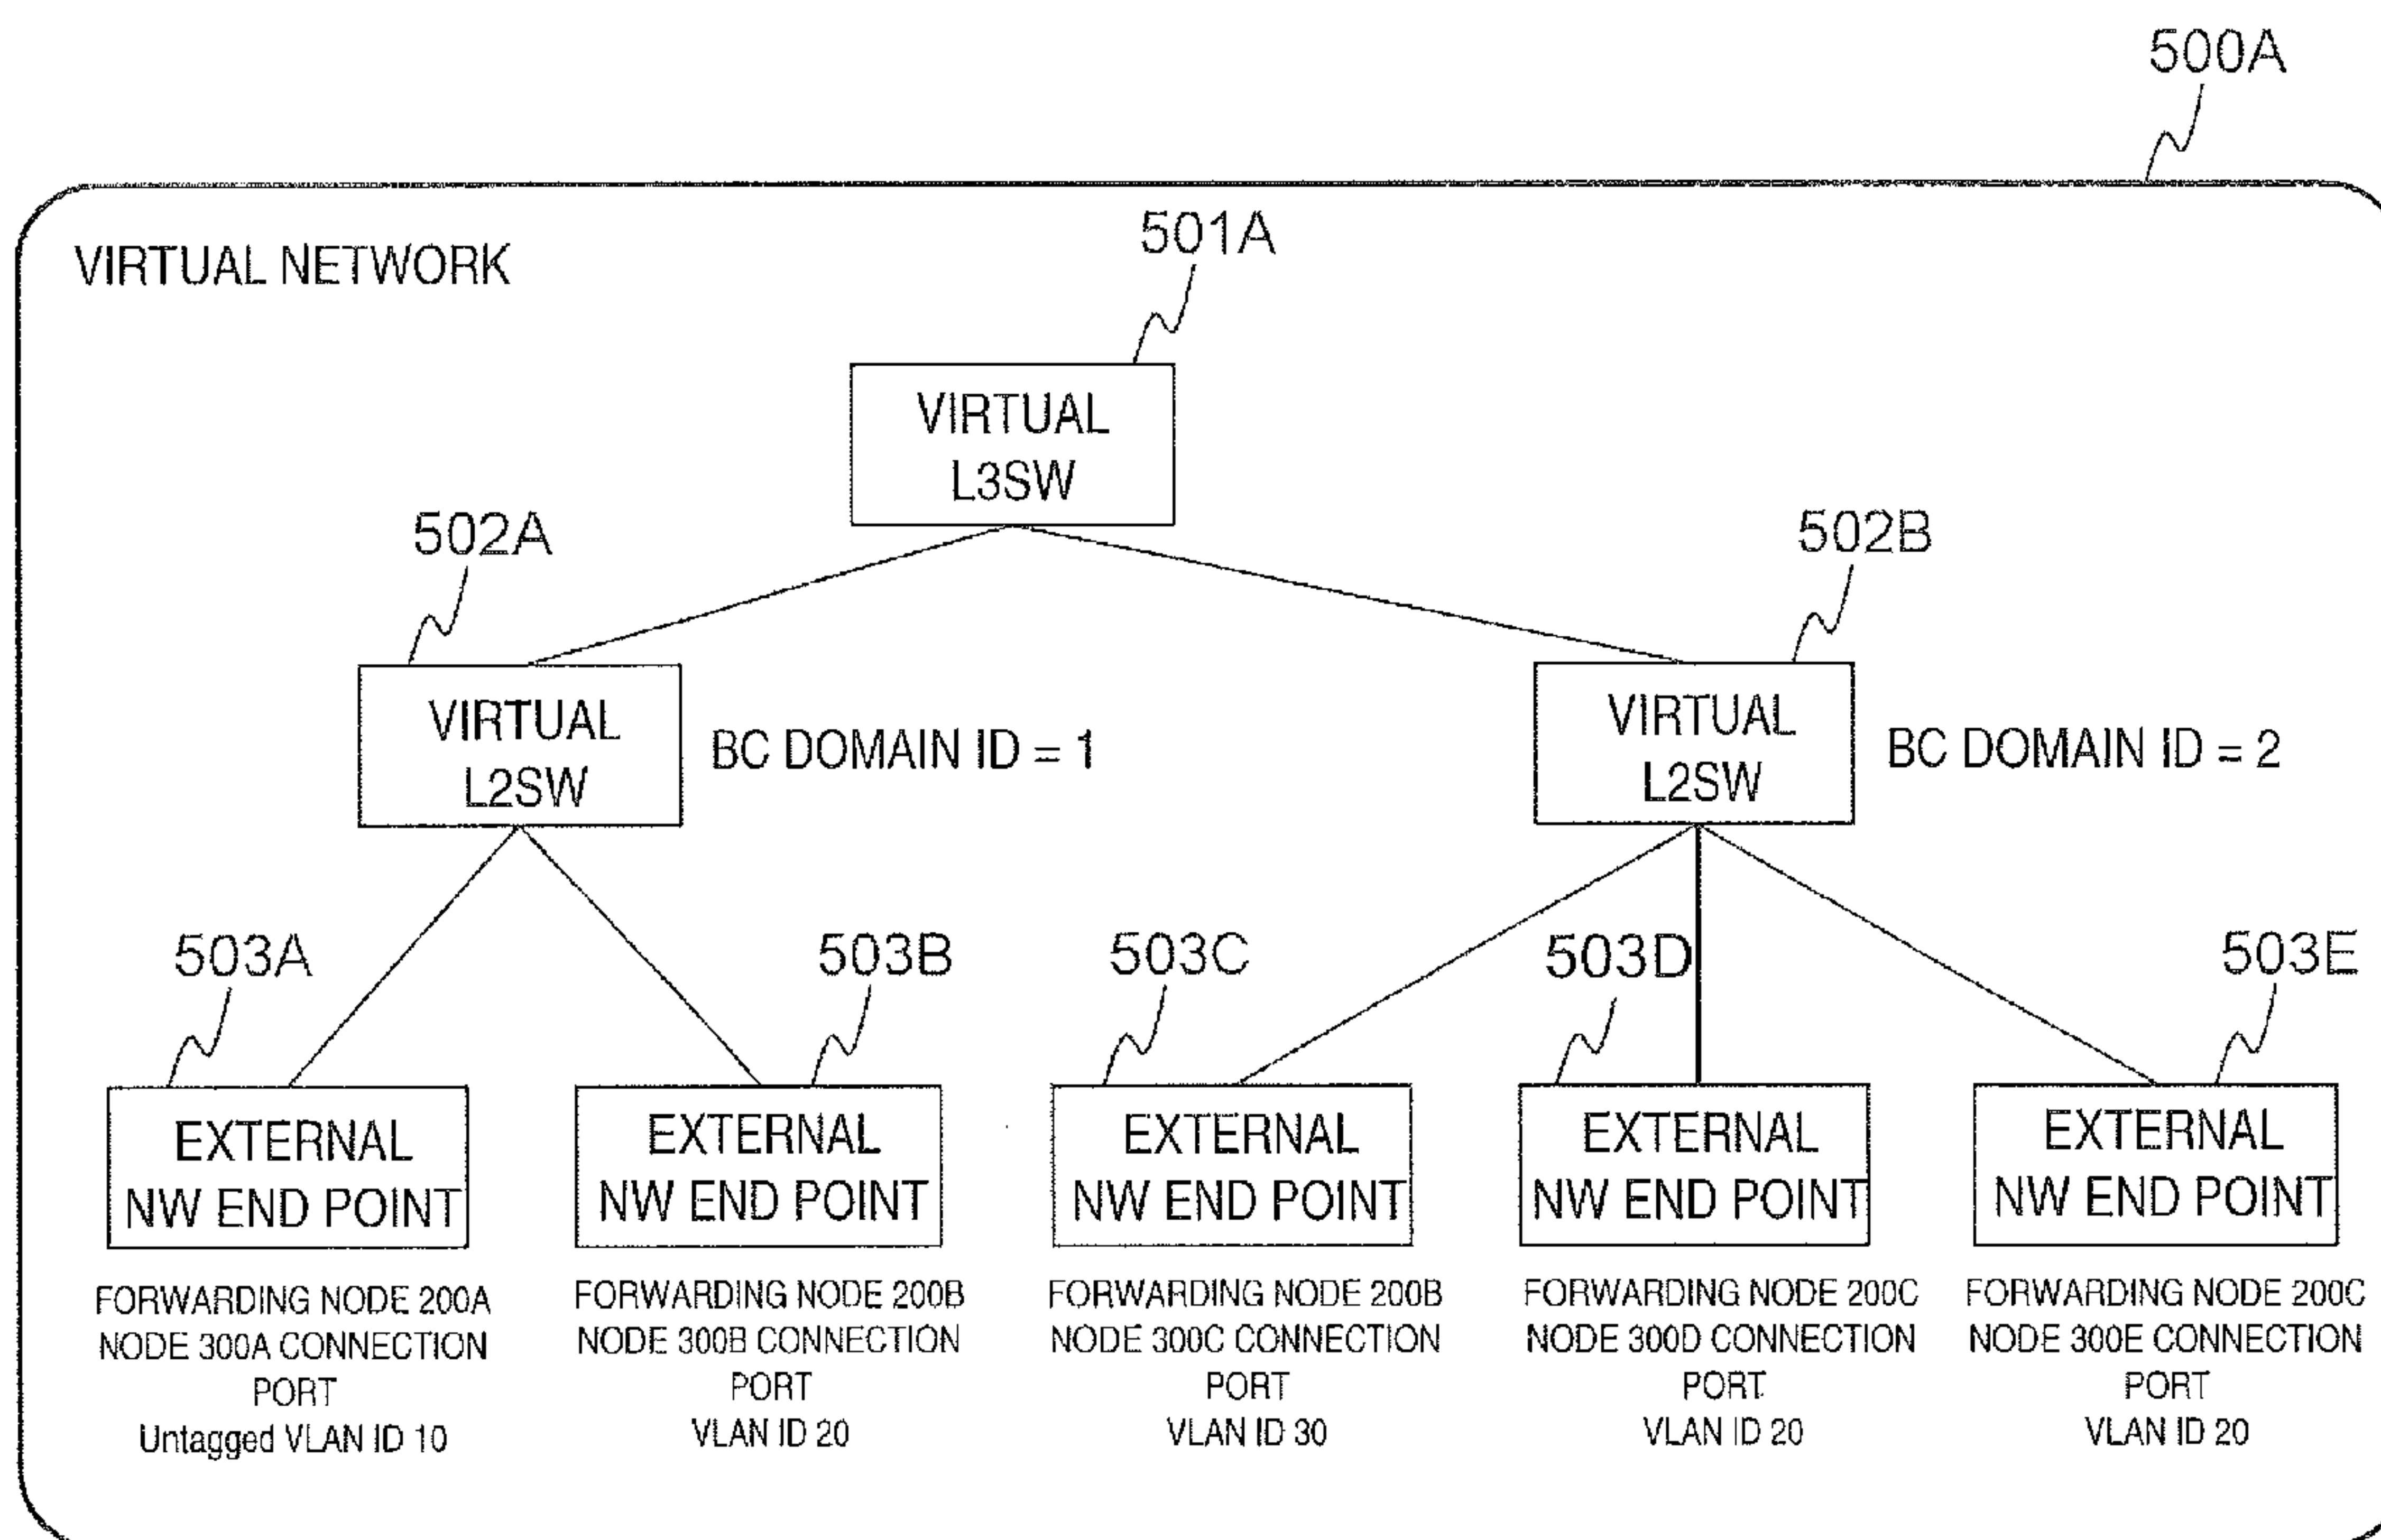 500A
VIRTUAL NETWORK
501A
VIRTUAL
L3SW
502A
502B
VIRTUAL
L2SW
BC DOMAIN ID = 1
VIRTUAL
L2SW
BC DOMAIN ID = 2
503A
503B
503C
503D
503E
EXTERNAL
NW END POINT
EXTERNAL
NW END POINT
EXTERNAL
NW END POINT
EXTERNAL
NW END POINT
EXTERNAL
NW END POINT
FORWARDING NODE 200A
NODE 300A CONNECTION
PORT
Untagged VLAN ID 10
FORWARDING NODE 200B
NODE 300B CONNECTION
PORT
VLAN ID 20
FORWARDING NODE 200B
NODE 300C CONNECTION
PORT
VLAN ID 30
FORWARDING NODE 200C
NODE 300D CONNECTION
PORT
VLAN ID 20
FORWARDING NODE 200C
NODE 300E CONNECTION
PORT
VLAN ID 20